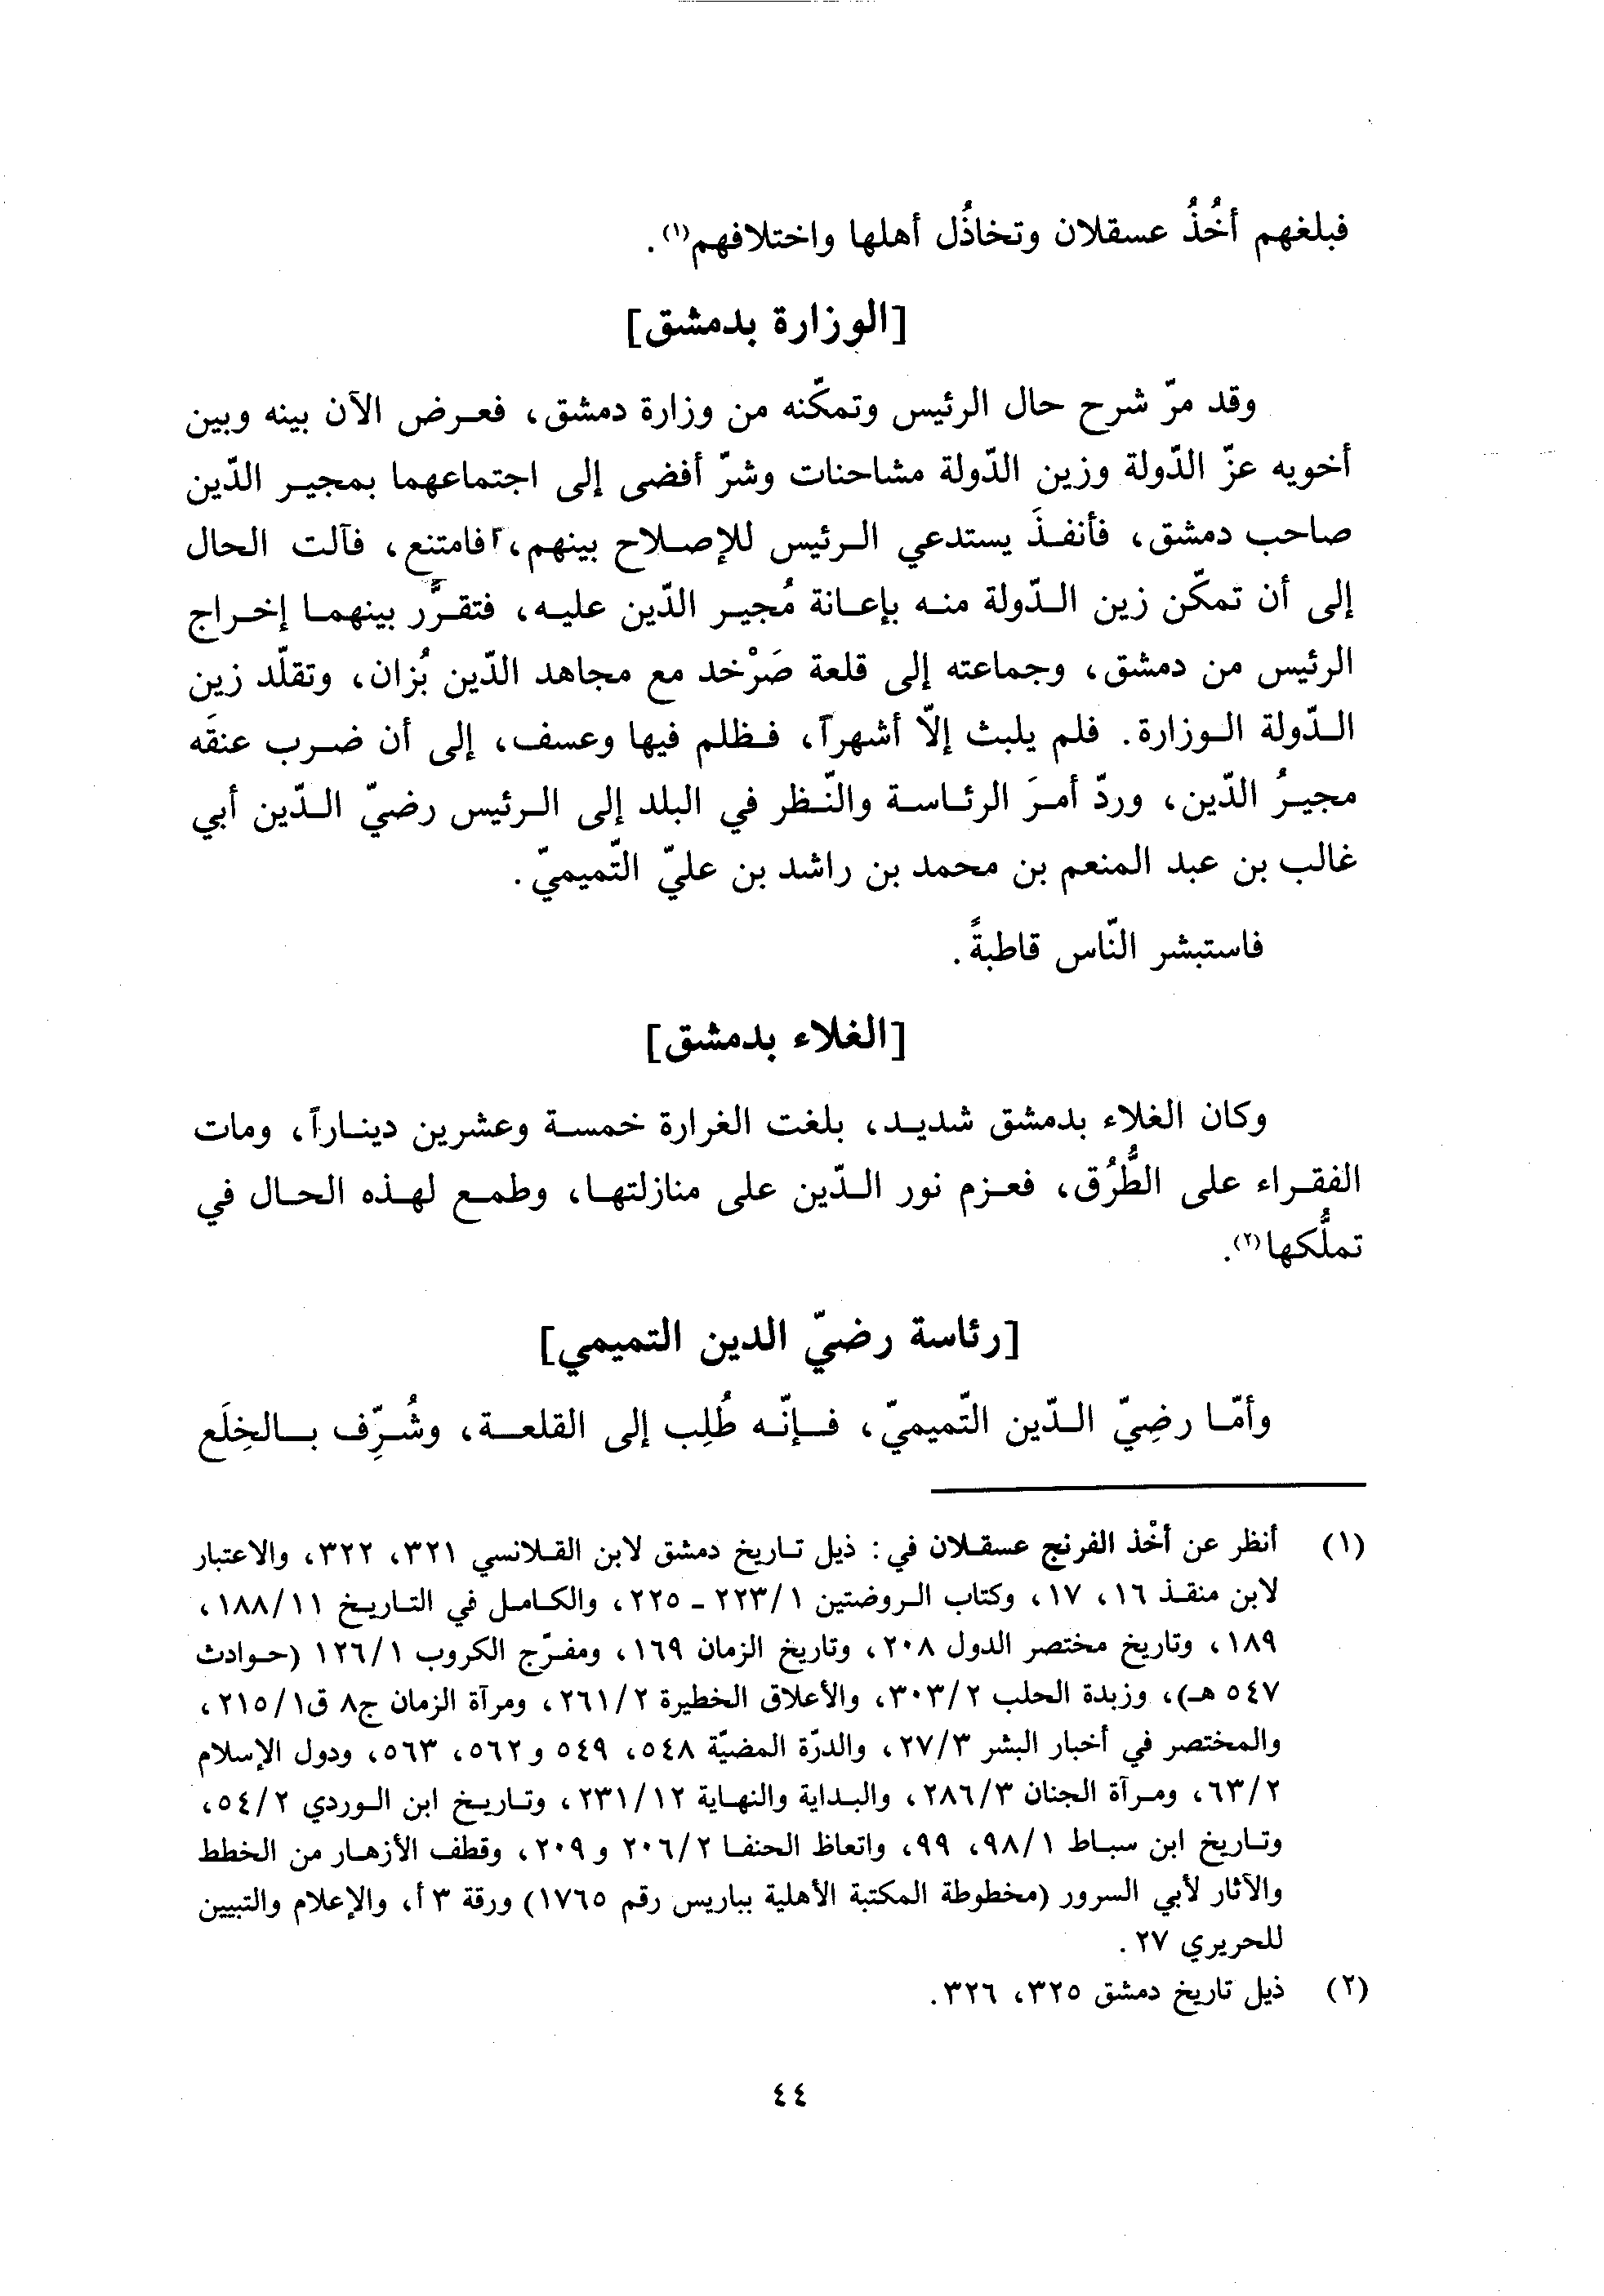 فبلغهم أخُذُ عسقلان وتخاذُل أهلها واختلافهم(١).
[الوزارة بدمشق]
وقد مرّ شرح حال الرئيس وتمكّنه من وزارة دمشق، فعرض الآن بينه وبين
أخويه عزّ الدّولة وزين الدّولة مشاحنات وشرّ أفضى إلى اجتماعهما بمجير الدّين
صاحب دمشق، فأنفذَ يستدعي الرئيس للإصلاح بينهم، فامتنع، فآلت الحال
إلى أن تمكّن زين الدّولة منه بإعانة مُجير الدّين عليه، فتقرَّر بينهما إخراج
الرئيس من دمشق، وجماعته إلى قلعة صَرْخد مع مجاهد الدّين بُزان، وتقلّد زين
الدّولة الوزارة. فلم يلبث إلّا أشهراً، فظلم فيها وعسف، إلى أن ضرب عنقَه
مجيرُ الدّين، وردّ أمرَ الرئاسة والنّظر في البلد إلى الرئيس رضيّ الدّين أبي
غالب بن عبد المنعم بن محمد بن راشد بن عليّ التّميميّ.
فاستبشر النّاس قاطبةً.
[الغلاء بدمشق]
وكان الغلاء بدمشق شديد، بلغت الغرارة خمسة وعشرين ديناراً، ومات
الفقراء على الطُّرُق، فعزم نور الدّين على منازلتها، وطمع لهذه الحال في
تملُّكها(٢).
[رئاسة رضيّ الدين التميمي]
وأمّا رضِيّ الدّين التّميميّ، فإنّه طُلِب إلى القلعة، وشُرِّف بالخِلَع
(١) أنظر عن أخْذ الفرنج عسقلان في: ذيل تاريخ دمشق لابن القلانسي ٣٢١، ٣٢٢، والاعتبار
لابن منقذ ١٦، ١٧، وكتاب الروضتين ٢٢٣/١ - ٢٢٥، والكامل في التاريخ ١٨٨/١١،
١٨٩، وتاريخ مختصر الدول ٢٠٨، وتاريخ الزمان ١٦٩، ومفرّج الكروب ١٢٦/١ (حوادث
٥٤٧ هـ)، وزبدة الحلب ٣٠٣/٢، والأعلاق الخطيرة ٢٦١/٢، ومرآة الزمان ج٨ ق٢١٥/١،
والمختصر في أخبار البشر ٢٧/٣، والدرّة المضيّة ٥٤٨، ٥٤٩ و٥٦٢، ٥٦٣، ودول الإسلام
٦٣/٢، ومرآة الجنان ٢٨٦/٣، والبداية والنهاية ٢٣١/١٢، وتاريخ ابن الوردي ٥٤/٢،
وتاريخ ابن سباط ٩٨/١، ٩٩، واتعاظ الحنفا ٢٠٦/٢ و٢٠٩، وقطف الأزهار من الخطط
والآثار لأبي السرور (مخطوطة المكتبة الأهلية بباريس رقم ١٧٦٥) ورقة ٣ أ، والإعلام والتبيين
للحريري ٢٧.
(٢) ذيل تاريخ دمشق ٣٢٥، ٣٢٦.
٤٤